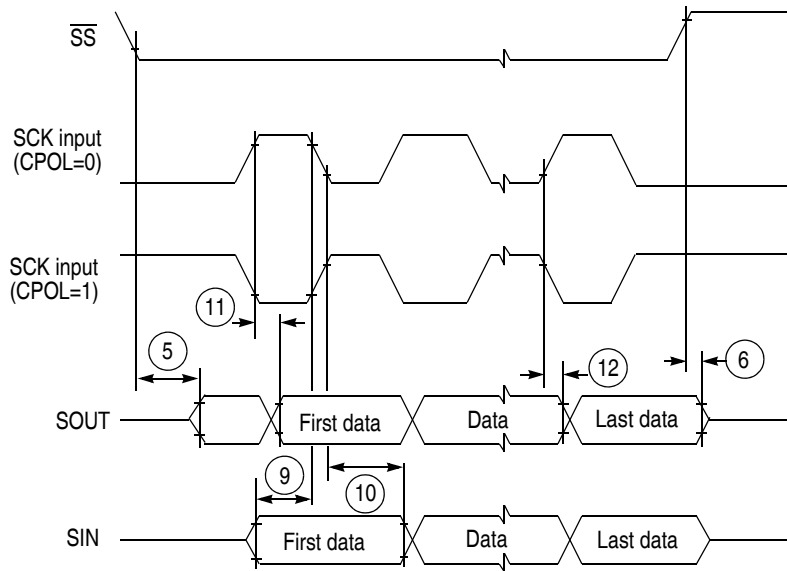 SS
SCK input
(CPOL=0)
SCK input
(CPOL=1)
11
5
12
6
SOUT
First data
Data
Last data
9
10
SIN
First data
Data
Last data